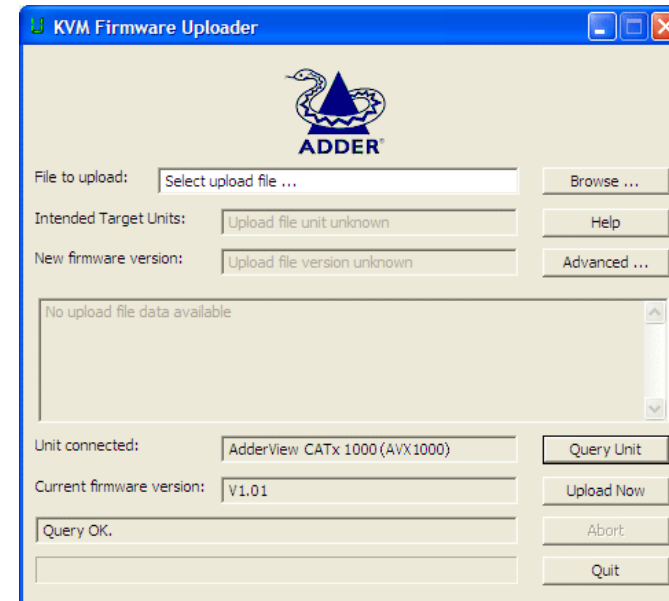 KVM Firmware Uploader
ADDER®
File to upload: Select upload file ... Browse ...
Intended Target Units: Upload file unit unknown Help
New firmware version: Upload file version unknown Advanced ...
No upload file data available
Unit connected: AdderView CATx 1000 (AVX1000) Query Unit
Current firmware version: V1.01 Upload Now
Query OK. Abort
Quit